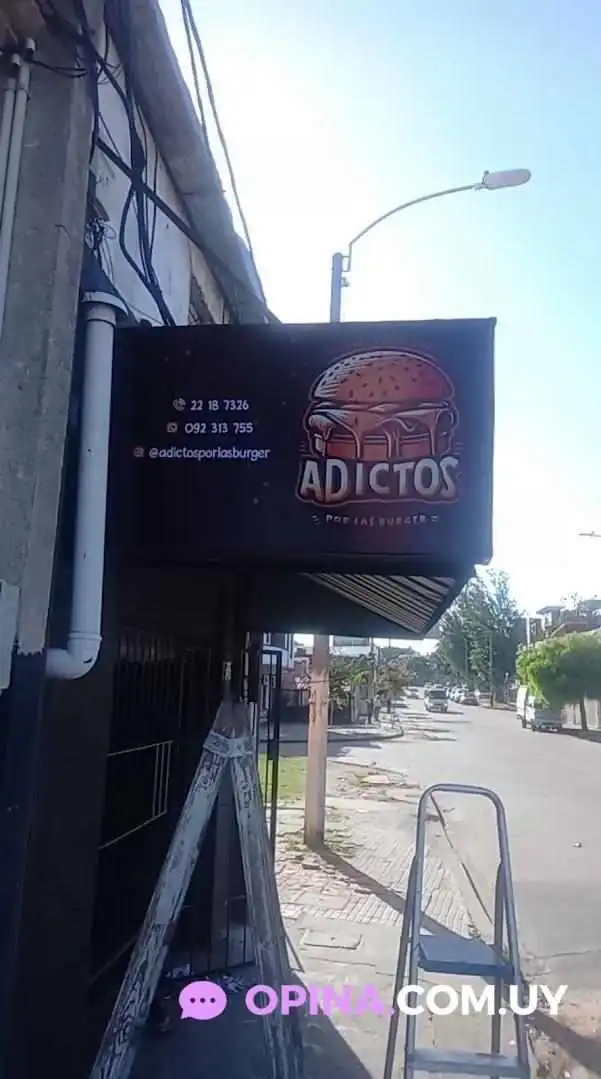 22 18 7326
092 313 755
@adictosporlasburger
ADICTOS
POR LAS BURGER
OPINA.COM.UY